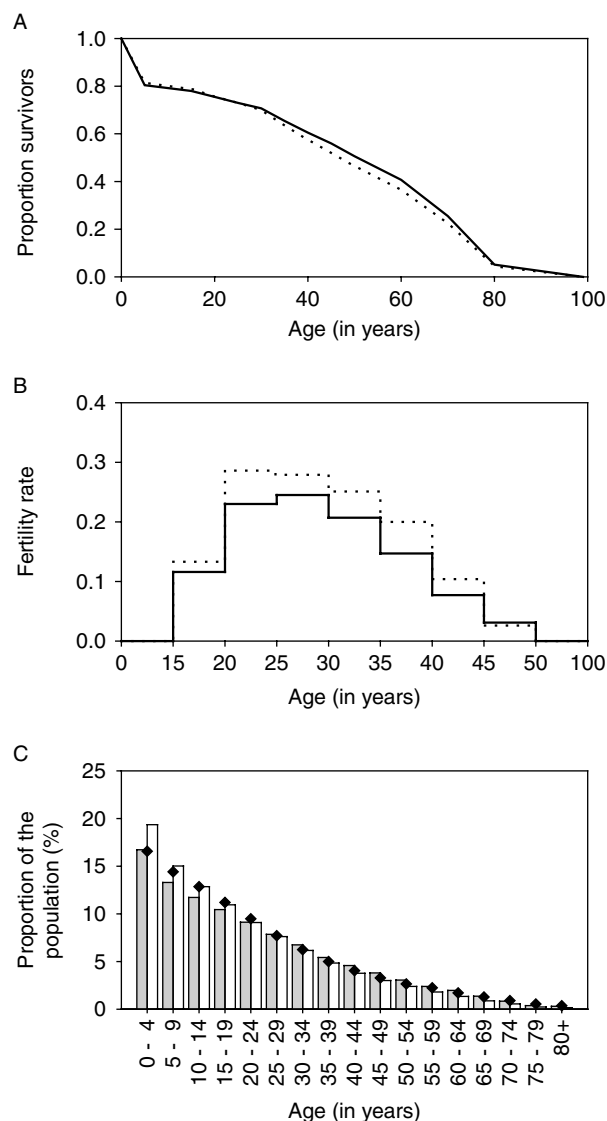 A
1.0
0.8
0.6
0.4
0.2
0.0
Proportion survivors
0 20 40 60 80 100
Age (in years)
B
0.4
0.3
0.2
0.1
0.0
Fertility rate
0 15 20 25 30 35 40 45 50 100
Age (in years)
C
25
20
15
10
5
0
Proportion of the
population (%)
0 - 4
5 - 9
10 - 14
15 - 19
20 - 24
25 - 29
30 - 34
35 - 39
40 - 44
45 - 49
50 - 54
55 - 59
60 - 64
65 - 69
70 - 74
75 - 79
80+
Age (in years)